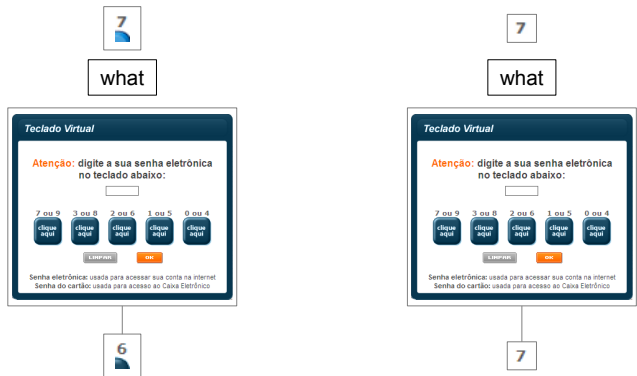 7
what
Teclado Virtual
Atenção: digite a sua senha eletrônica
no teclado abaixo:
7 ou 9 3 ou 8 2 ou 6 1 ou 5 0 ou 4
clique clique clique clique clique
aqui aqui aqui aqui aqui
LIMPAR OK
Senha eletrônica: usada para acessar sua conta na internet
Senha do cartão: usada para acesso ao Caixa Eletrônico
6
7
what
Teclado Virtual
Atenção: digite a sua senha eletrônica
no teclado abaixo:
7 ou 9 3 ou 8 2 ou 6 1 ou 5 0 ou 4
clique clique clique clique clique
aqui aqui aqui aqui aqui
LIMPAR OK
Senha eletrônica: usada para acessar sua conta na internet
Senha do cartão: usada para acesso ao Caixa Eletrônico
7